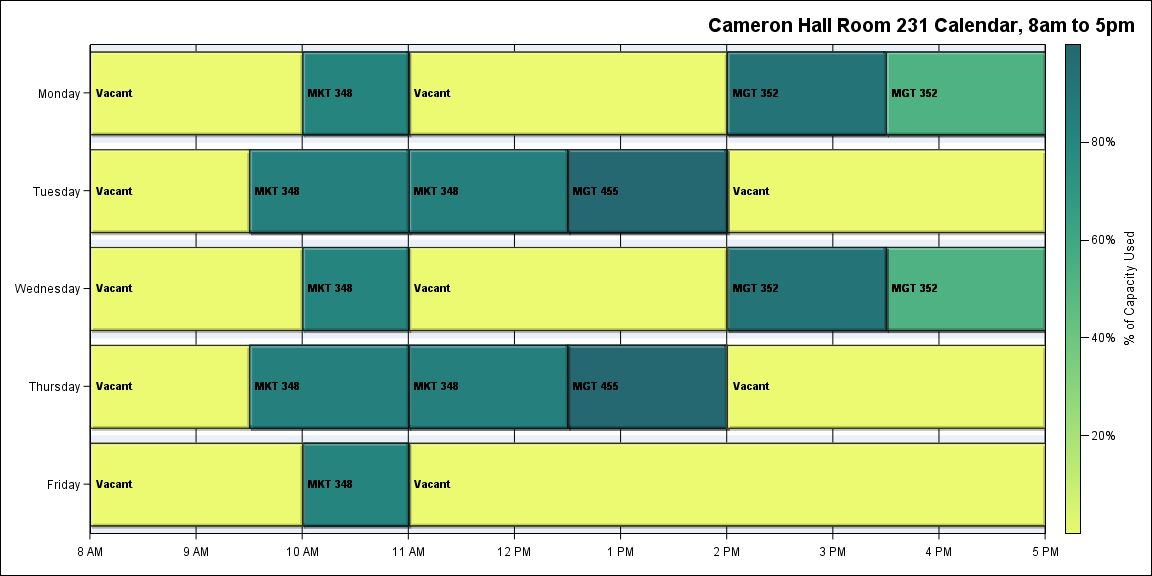 Cameron Hall Room 231 Calendar, 8am to 5pm
Monday
Vacant
MKT 348
Vacant
MGT 352
MGT 352
Tuesday
Vacant
MKT 348
MKT 348
MGT 455
Vacant
Wednesday
Vacant
MKT 348
Vacant
MGT 352
MGT 352
Thursday
Vacant
MKT 348
MKT 348
MGT 455
Vacant
Friday
Vacant
MKT 348
Vacant
8 AM
9 AM
10 AM
11 AM
12 PM
1 PM
2 PM
3 PM
4 PM
5 PM
80%
60%
40%
20%
% of Capacity Used